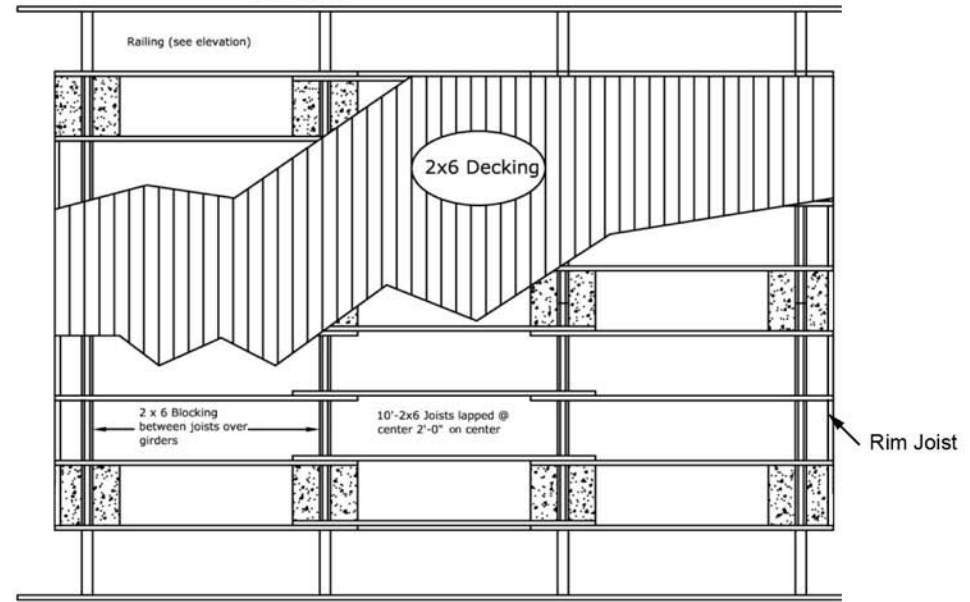 Railing (see elevation)
2x6 Decking
2 x 6 Blocking
between joists over
girders
10'-2x6 Joists lapped @
center 2'-0" on center
Rim Joist